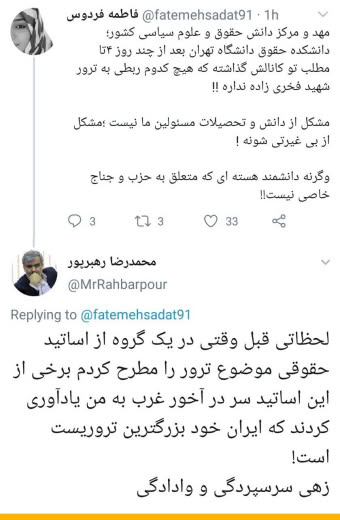 فاطمه فردوس @fatemehsadat91 · 1h
مهد و مرکز دانش حقوق و علوم سیاسی کشور؛
دانشکده حقوق دانشگاه تهران بعد از چند روز ۴تا
مطلب تو کانالش گذاشته که هیچ کدوم ربطی به ترور
شهید فخری زاده نداره !!
مشکل از دانش و تحصیلات مسئولین ما نیست ؛مشکل
از بی غیرتی شونه !
وگرنه دانشمند هسته ای که متعلق به حزب و جناح
خاصی نیست!!
3 3 33
محمدرضا رهبرپور
@MrRahbarpour
Replying to @fatemehsadat91
لحظاتی قبل وقتی در یک گروه از اساتید
حقوقی موضوع ترور را مطرح کردم برخی از
این اساتید سر در آخور غرب به من یادآوری
کردند که ایران خود بزرگترین تروریست
است!
زهی سرسپردگی و وادادگی